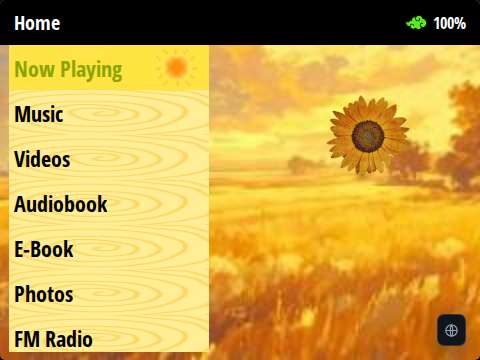 Home
100%
Now Playing
Music
Videos
Audiobook
E-Book
Photos
FM Radio